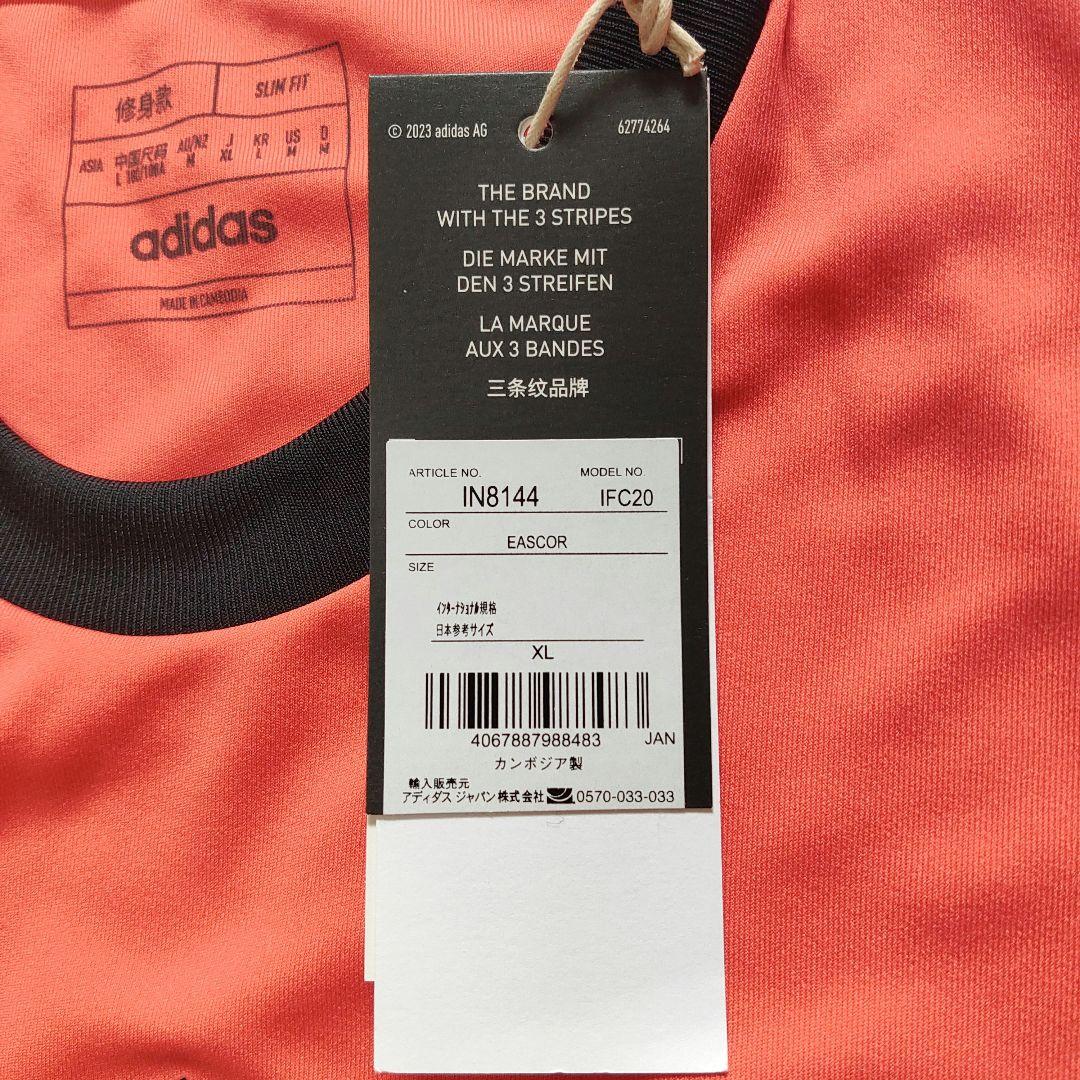 修身款 SLIM FIT
ASIA 中国尺码 AU/NZ J KR US D
L M XL L M M
adidas
MADE IN CAMBODIA
© 2023 adidas AG 62774264
THE BRAND
WITH THE 3 STRIPES
DIE MARKE MIT
DEN 3 STREIFEN
LA MARQUE
AUX 3 BANDES
三条纹品牌
ARTICLE NO. MODEL NO.
IN8144 IFC20
COLOR
EASCOR
SIZE
インターナショナル規格
日本参考サイズ
XL
4067887988483 JAN
カンボジア製
輸入販売元
アディダス ジャパン株式会社 0570-033-033